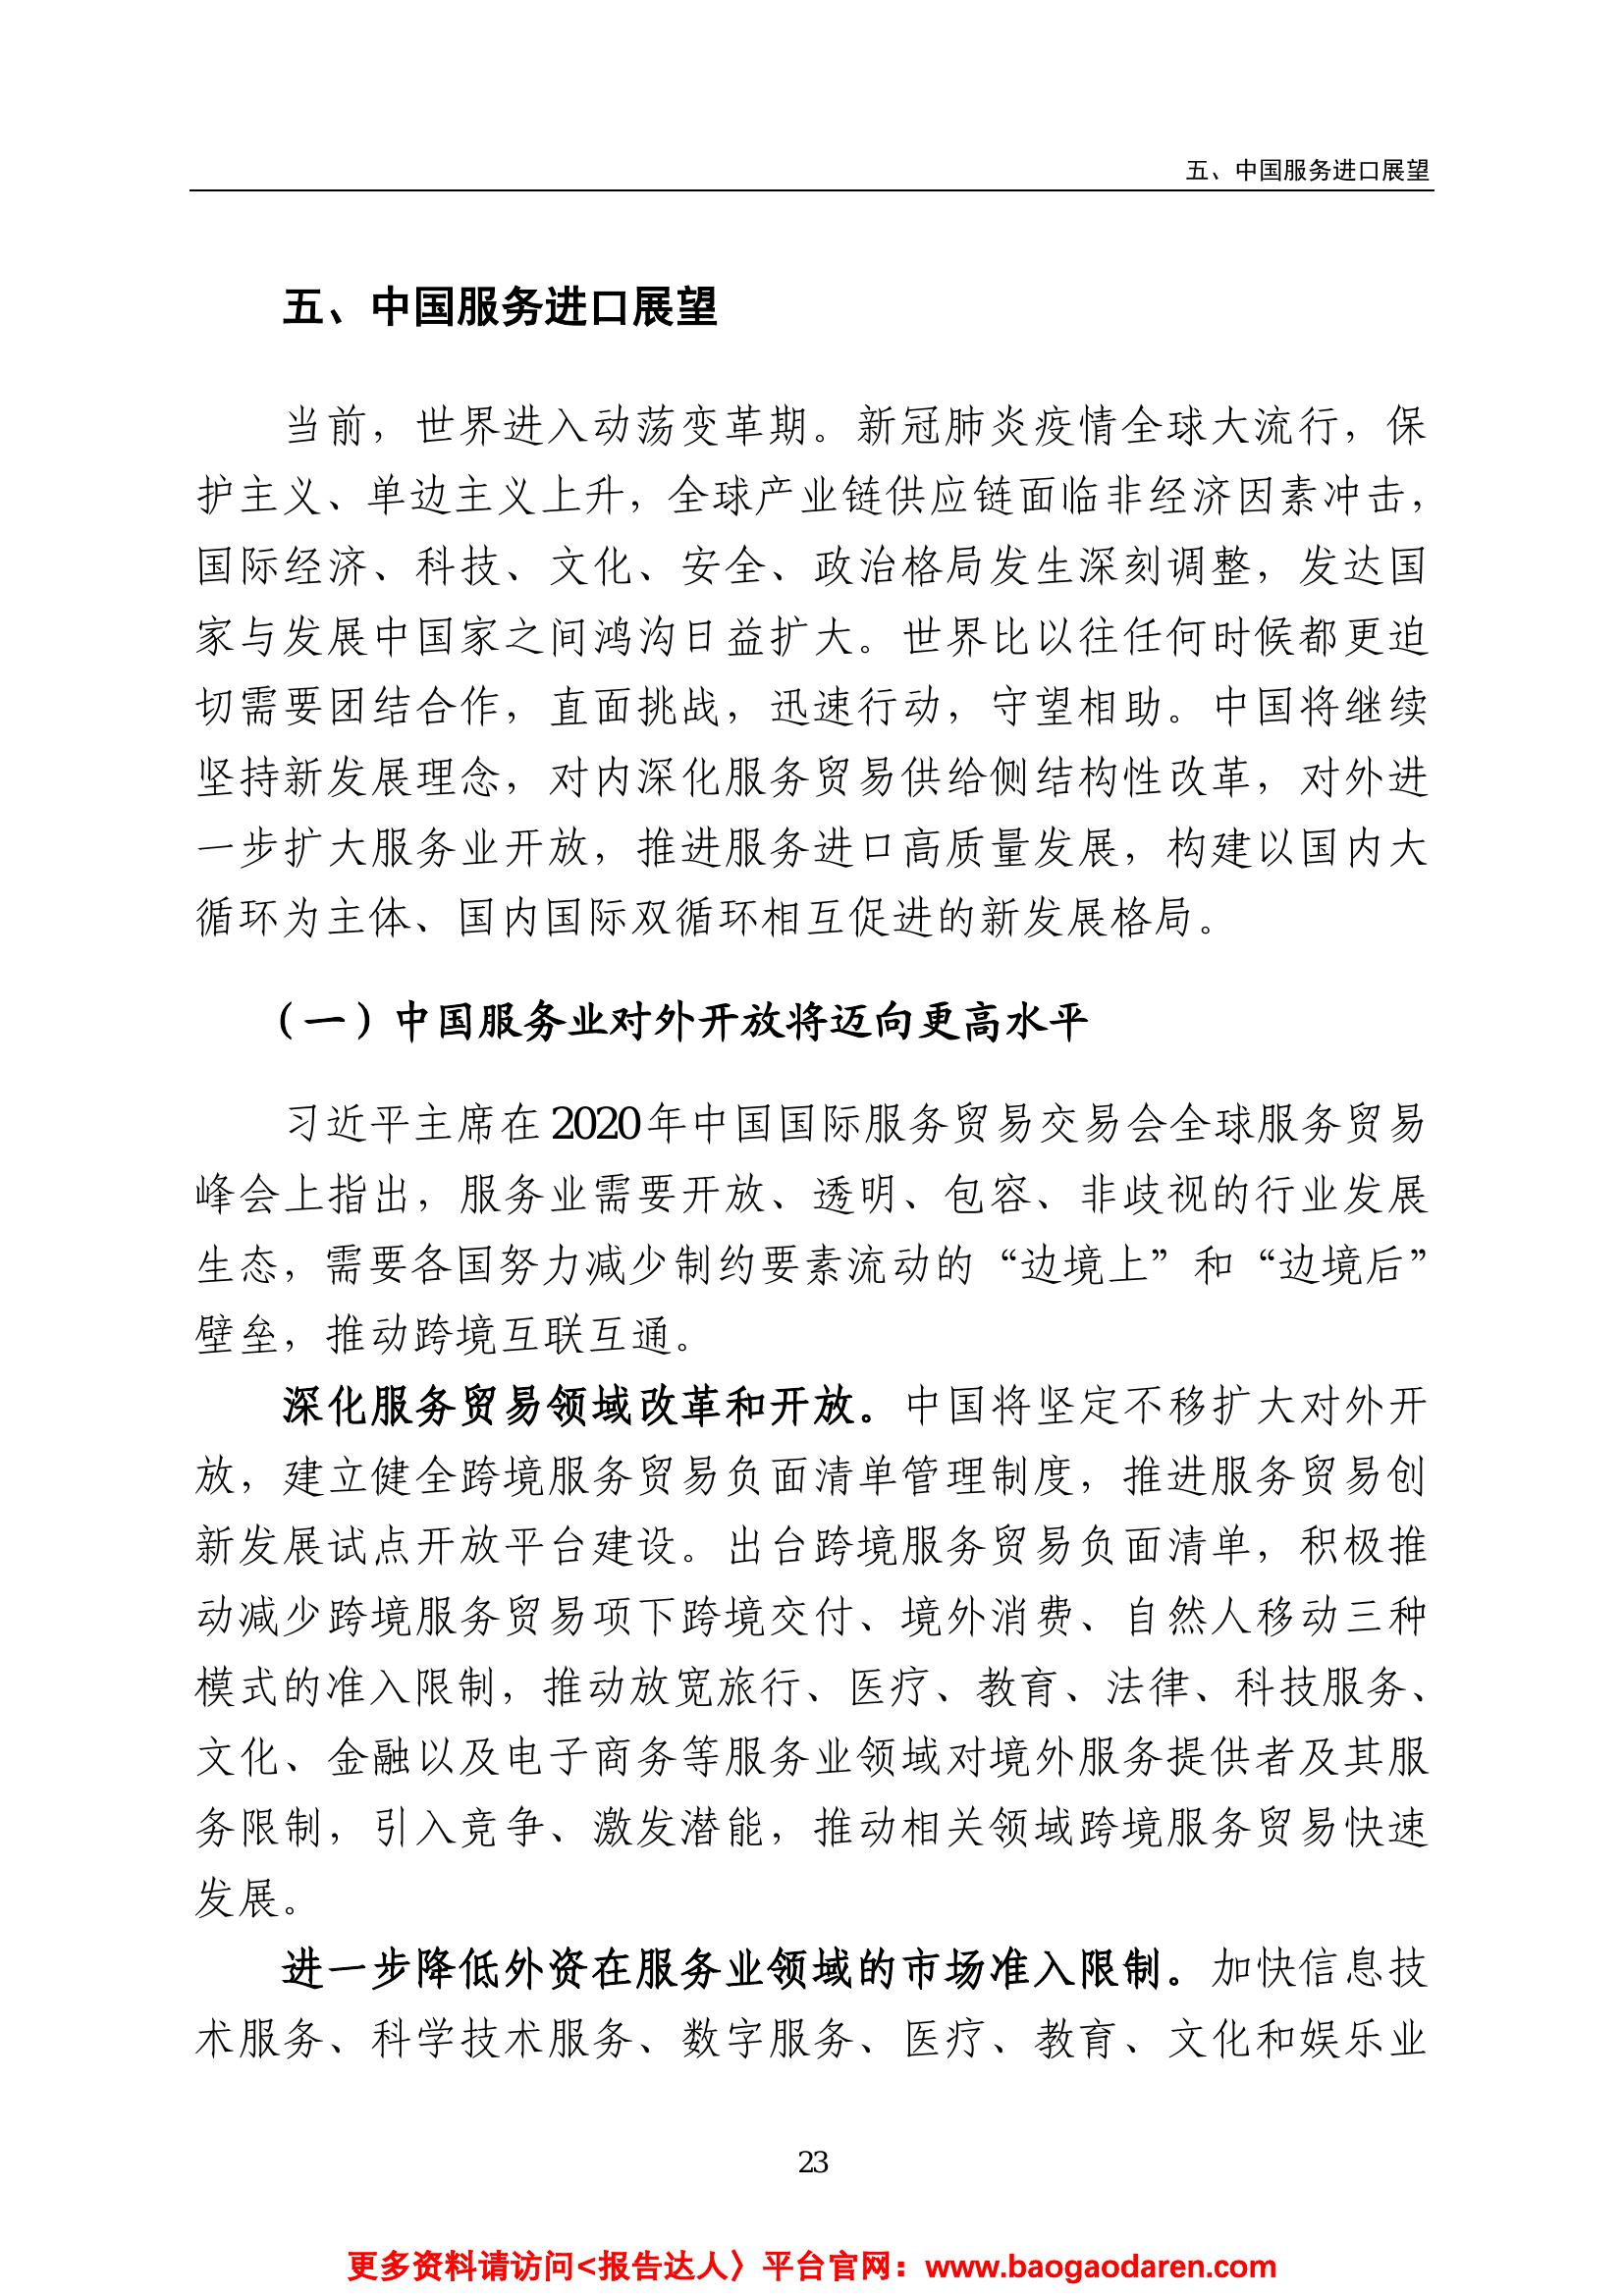 五、中国服务进口展望
五、中国服务进口展望
当前，世界进入动荡变革期。新冠肺炎疫情全球大流行，保
护主义、单边主义上升，全球产业链供应链面临非经济因素冲击，
国际经济、科技、文化、安全、政治格局发生深刻调整，发达国
家与发展中国家之间鸿沟日益扩大。世界比以往任何时候都更迫
切需要团结合作，直面挑战，迅速行动，守望相助。中国将继续
坚持新发展理念，对内深化服务贸易供给侧结构性改革，对外进
一步扩大服务业开放，推进服务进口高质量发展，构建以国内大
循环为主体、国内国际双循环相互促进的新发展格局。
（一）中国服务业对外开放将迈向更高水平
习近平主席在 2020 年中国国际服务贸易交易会全球服务贸易
峰会上指出，服务业需要开放、透明、包容、非歧视的行业发展
生态，需要各国努力减少制约要素流动的“边境上”和“边境后”
壁垒，推动跨境互联互通。
深化服务贸易领域改革和开放。中国将坚定不移扩大对外开
放，建立健全跨境服务贸易负面清单管理制度，推进服务贸易创
新发展试点开放平台建设。出台跨境服务贸易负面清单，积极推
动减少跨境服务贸易项下跨境交付、境外消费、自然人移动三种
模式的准入限制，推动放宽旅行、医疗、教育、法律、科技服务、
文化、金融以及电子商务等服务业领域对境外服务提供者及其服
务限制，引入竞争、激发潜能，推动相关领域跨境服务贸易快速
发展。
进一步降低外资在服务业领域的市场准入限制。加快信息技
术服务、科学技术服务、数字服务、医疗、教育、文化和娱乐业
23
更多资料请访问<报告达人〉平台官网：www.baogaodaren.com